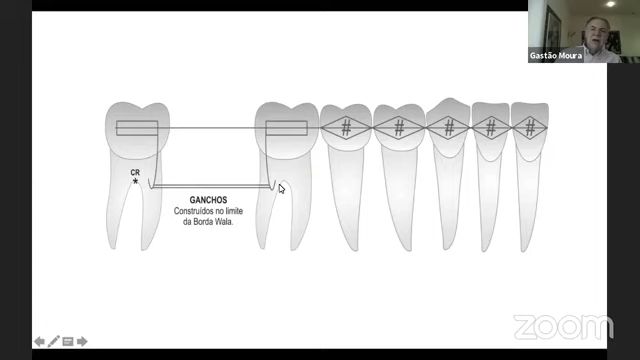 Gastão Moura
# # # # #
CR
*
GANCHOS
Construídos no limite
da Borda Wala.
zoom